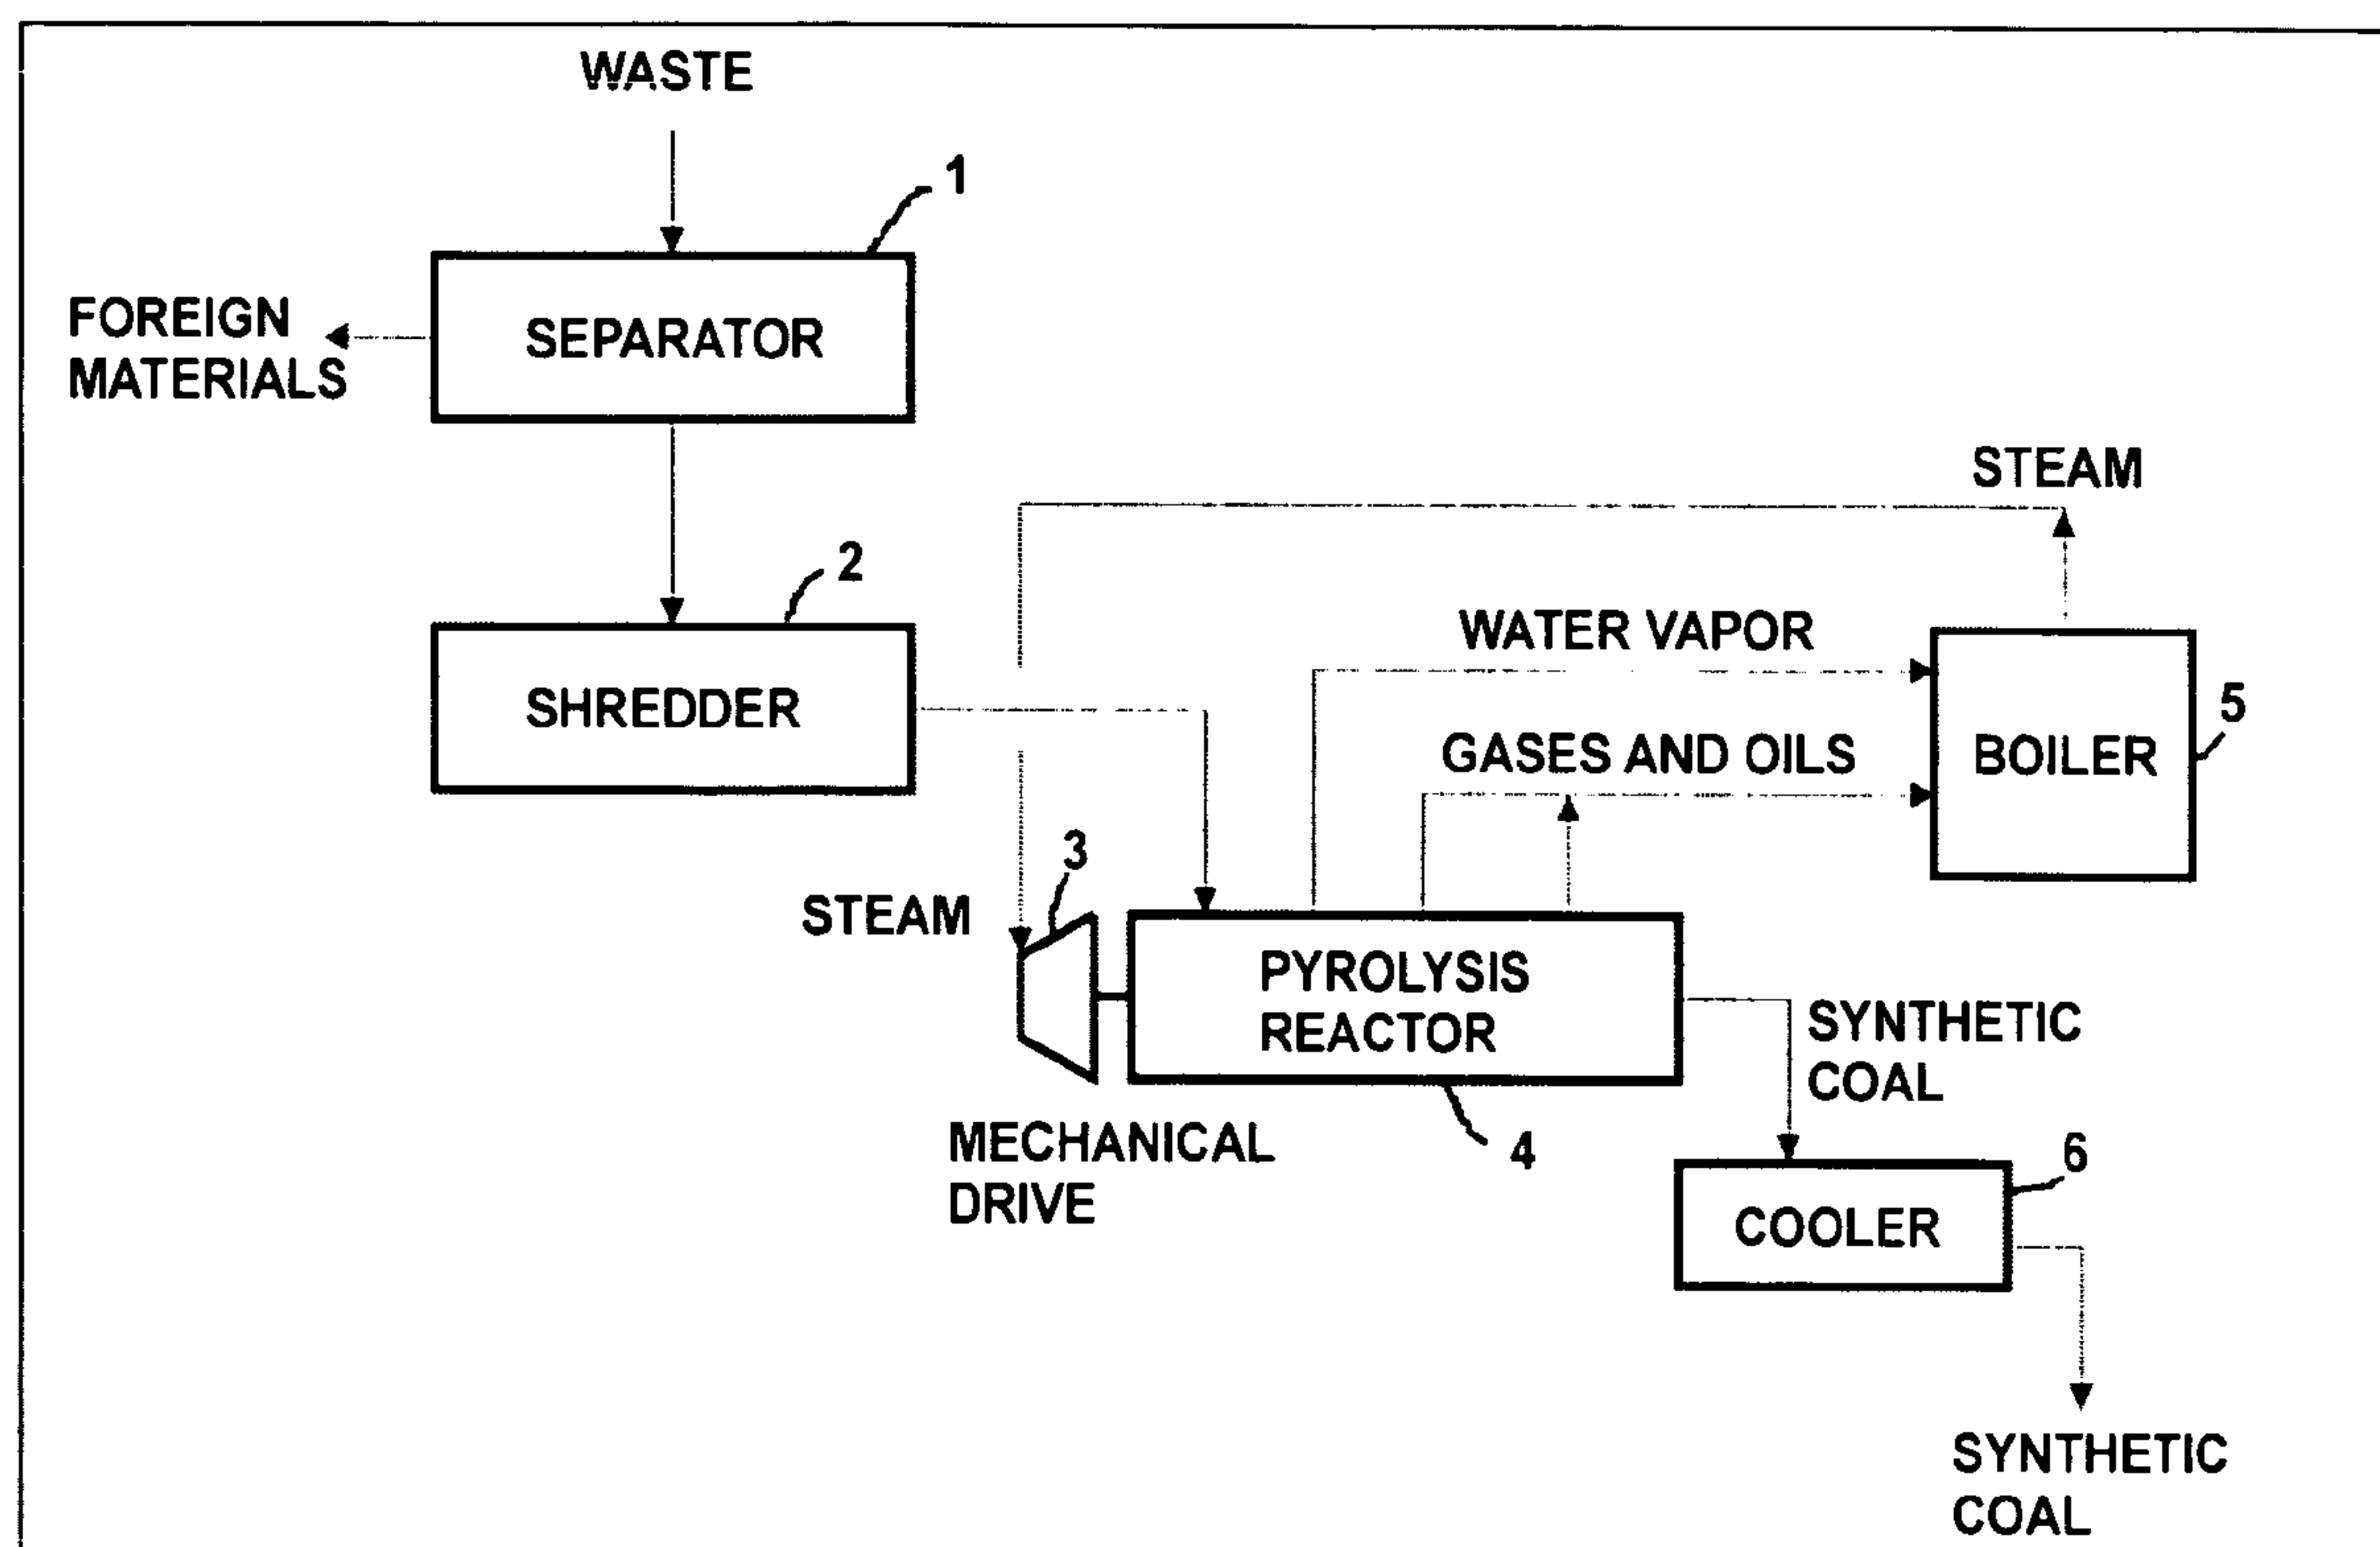 WASTE
1
FOREIGN
MATERIALS
SEPARATOR
STEAM
2
WATER VAPOR
SHREDDER
5
GASES AND OILS
BOILER
3
STEAM
PYROLYSIS
REACTOR
SYNTHETIC
COAL
MECHANICAL
DRIVE
4
6
COOLER
SYNTHETIC
COAL